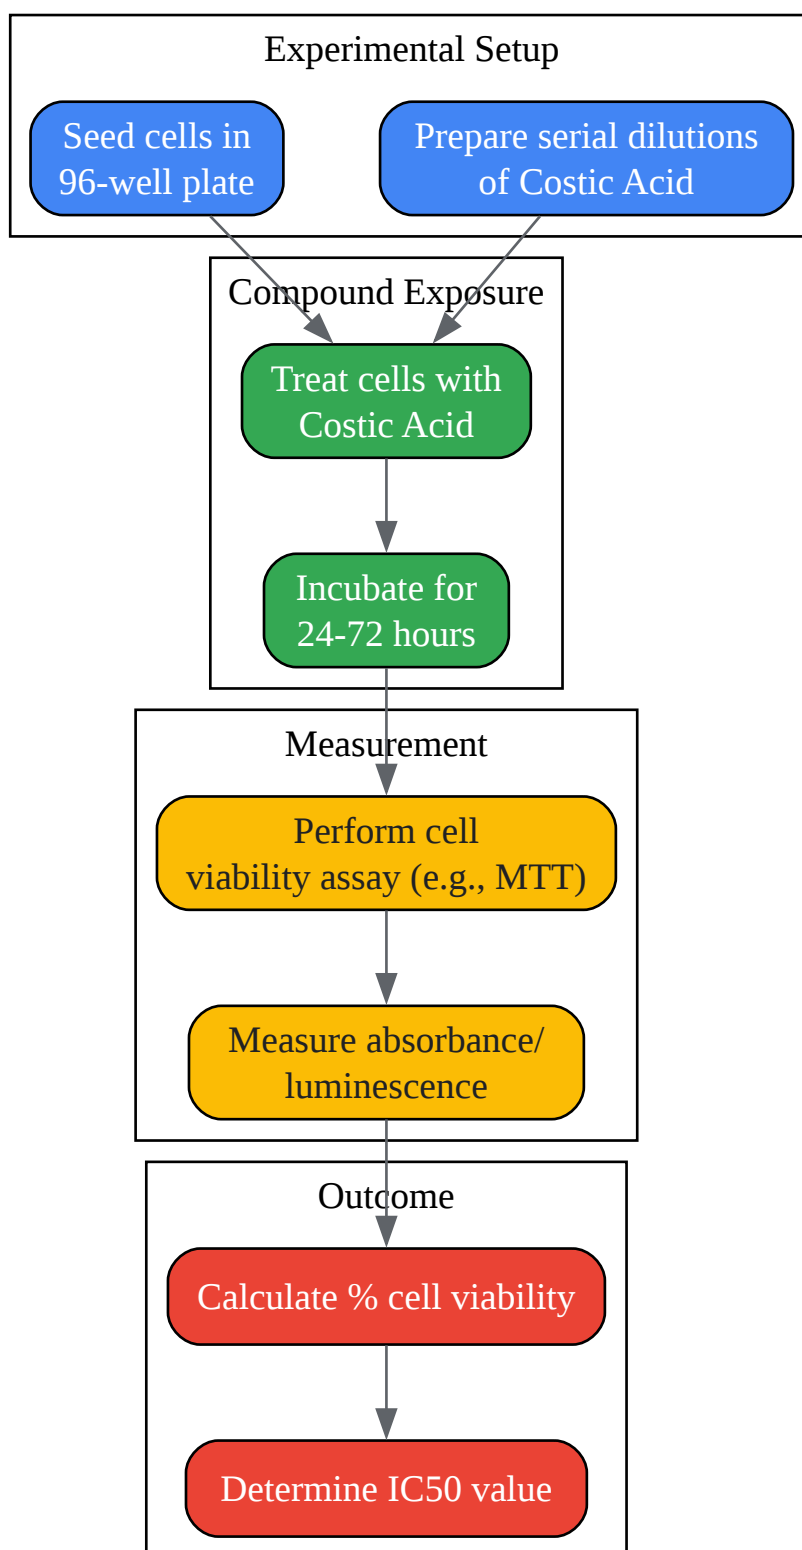 Experimental Setup
Seed cells in
96-well plate
Prepare serial dilutions
of Costic Acid
Compound Exposure
Treat cells with
Costic Acid
Incubate for
24-72 hours
Measurement
Perform cell
viability assay (e.g., MTT)
Measure absorbance/
luminescence
Outcome
Calculate % cell viability
Determine IC50 value